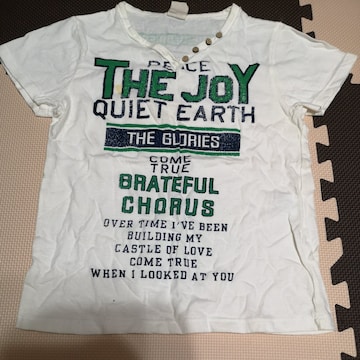 PEACE
THE JOY
QUIET EARTH
THE GLORIES
COME
TRUE
GRATEFUL
CHORUS
OVER TIME I'VE BEEN
BUILDING MY
CASTLE OF LOVE
COME TRUE
WHEN I LOOKED AT YOU